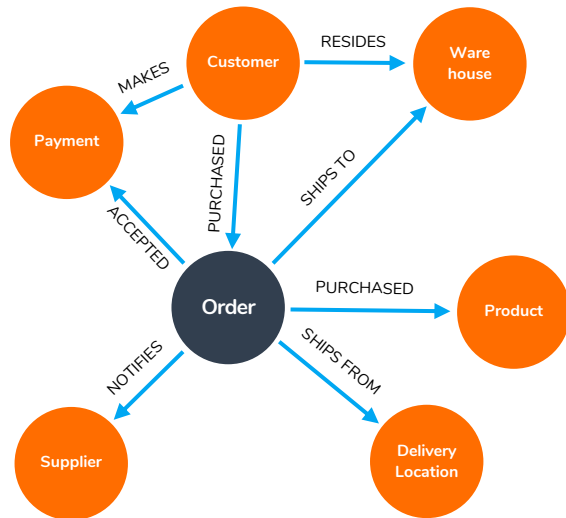 RESIDES
Customer
Ware
house
MAKES
Payment
PURCHASED
SHIPS TO
ACCEPTED
PURCHASED
Order
Product
NOTIFIES
SHIPS FROM
Supplier
Delivery
Location